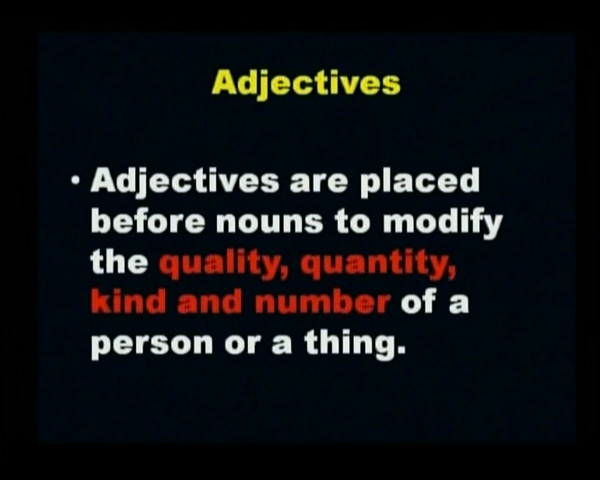 Adjectives
• Adjectives are placed
before nouns to modify
the quality, quantity,
kind and number of a
person or a thing.